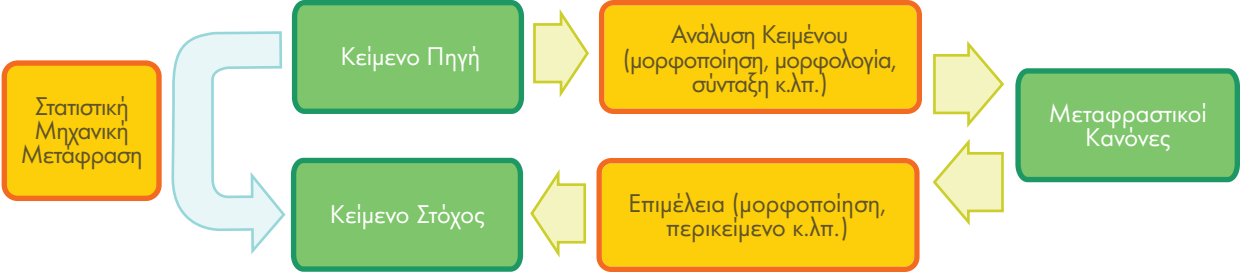 Στατιστική
Μηχανική
Μετάφραση
Κείμενο Πηγή
Ανάλυση Κειμένου
(μορφοποίηση, μορφολογία,
σύνταξη κ.λπ.)
Μεταφραστικοί
Κανόνες
Επιμέλεια (μορφοποίηση,
περικείμενο κ.λπ.)
Κείμενο Στόχος